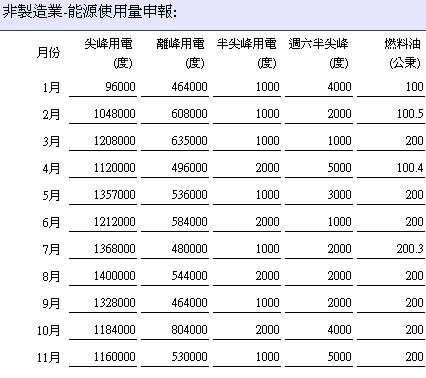 非製造業-能源使用量申報:
月份 尖峰用電(度) 離峰用電(度) 半尖峰用電(度) 週六半尖峰(度) 燃料油(公秉)
1月 96000 464000 1000 4000 100
2月 1048000 608000 1000 2000 100.5
3月 1208000 635000 1000 1000 200
4月 1120000 496000 2000 5000 100.4
5月 1357000 536000 1000 3000 200
6月 1212000 584000 2000 1000 200
7月 1368000 480000 1000 2000 200.3
8月 1400000 544000 2000 2000 200
9月 1328000 464000 1000 2000 200
10月 1184000 804000 2000 4000 200
11月 1160000 530000 1000 5000 200